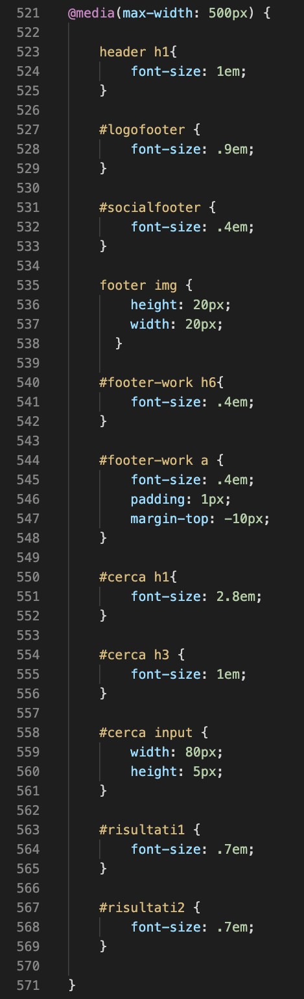 521 @media(max-width: 500px) {
522
523     header h1{
524         font-size: 1em;
525     }
526
527     #logofooter {
528         font-size: .9em;
529     }
530
531     #socialfooter {
532         font-size: .4em;
533     }
534
535     footer img {
536         height: 20px;
537         width: 20px;
538       }
539
540     #footer-work h6{
541         font-size: .4em;
542     }
543
544     #footer-work a {
545         font-size: .4em;
546         padding: 1px;
547         margin-top: -10px;
548     }
549
550     #cerca h1{
551         font-size: 2.8em;
552     }
553
554     #cerca h3 {
555         font-size: 1em;
556     }
557
558     #cerca input {
559         width: 80px;
560         height: 5px;
561     }
562
563     #risultati1 {
564         font-size: .7em;
565     }
566
567     #risultati2 {
568         font-size: .7em;
569     }
570
571 }